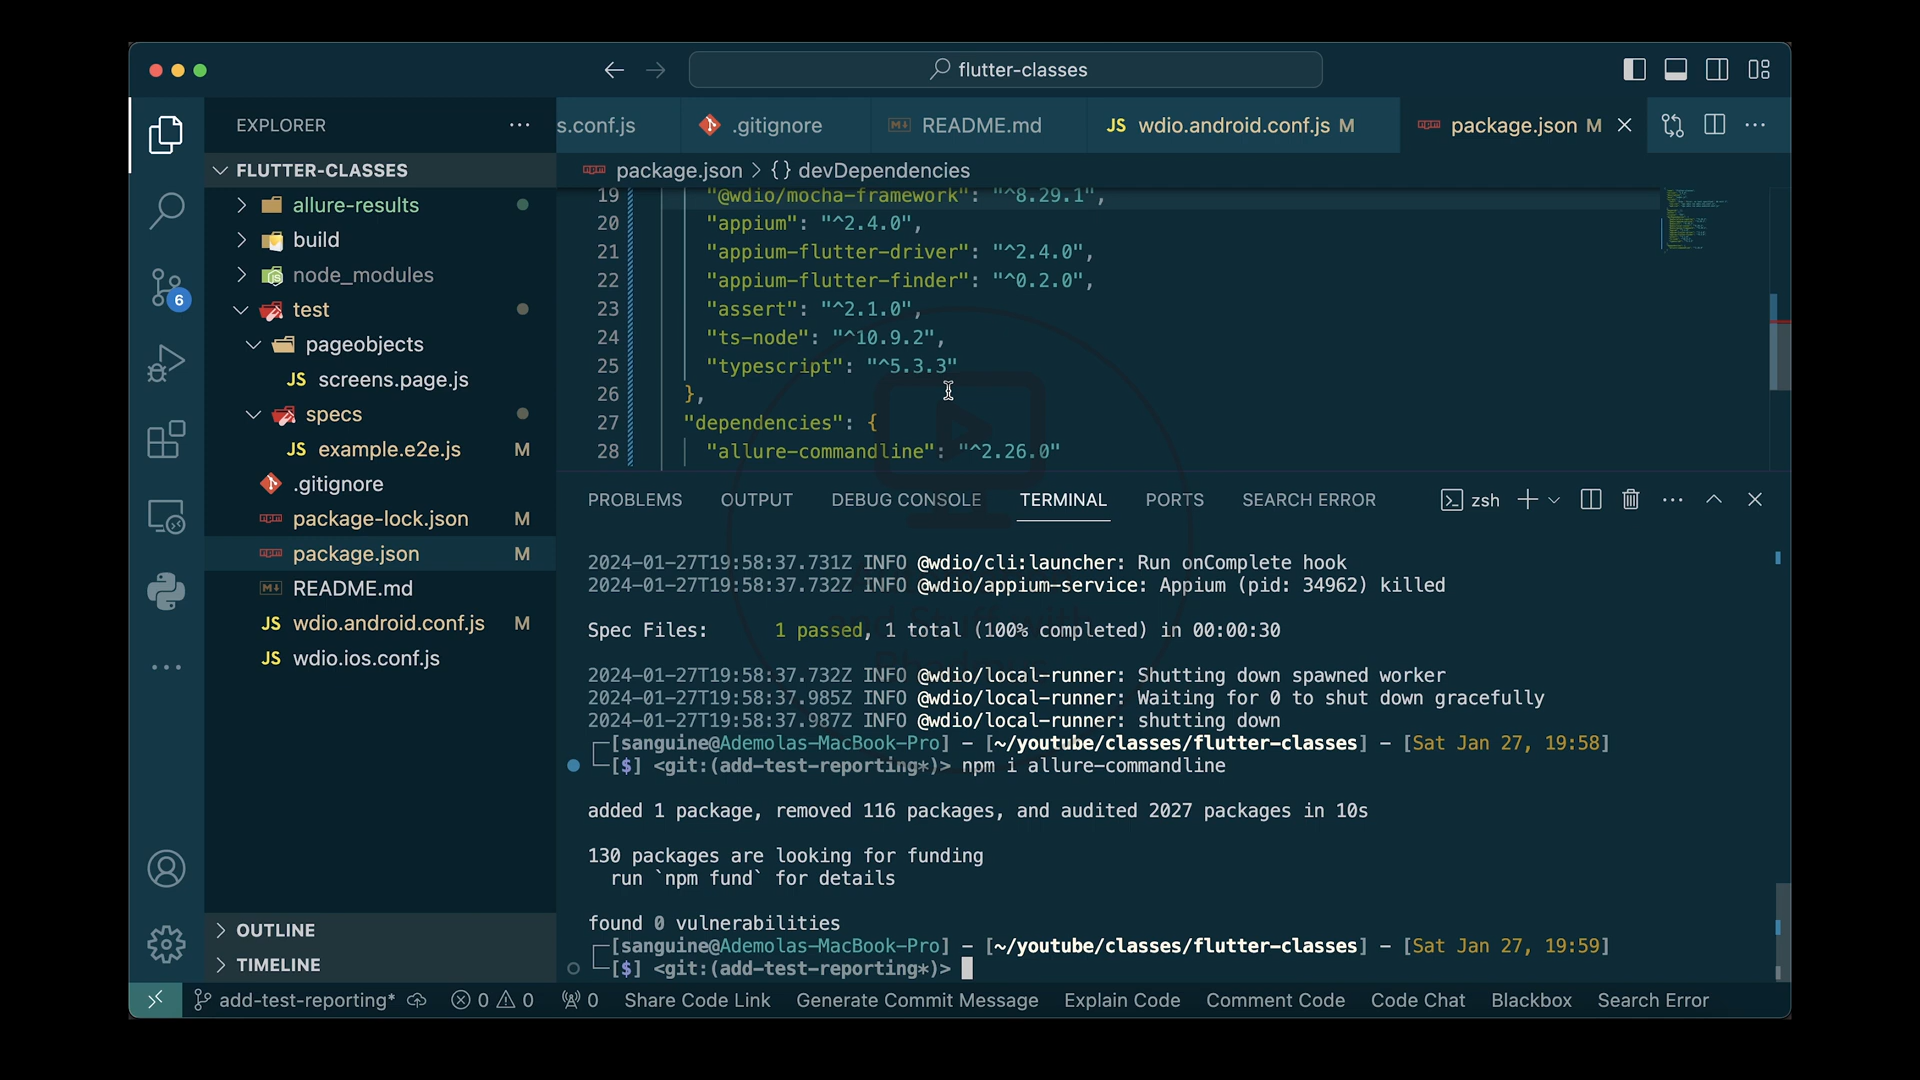 flutter-classes
EXPLORER
s.conf.js
.gitignore
README.md
JS wdio.android.conf.js M
package.json M
FLUTTER-CLASSES
package.json > {} devDependencies
allure-results
build
node_modules
test
pageobjects
JS screens.page.js
specs
JS example.e2e.js M
.gitignore
package-lock.json M
package.json M
README.md
JS wdio.android.conf.js M
JS wdio.ios.conf.js
OUTLINE
TIMELINE
6
19 "@wdio/mocha-framework": "^8.29.1",
20 "appium": "^2.4.0",
21 "appium-flutter-driver": "^2.4.0",
22 "appium-flutter-finder": "^0.2.0",
23 "assert": "^2.1.0",
24 "ts-node": "^10.9.2",
25 "typescript": "^5.3.3"
26 },
27 "dependencies": {
28 "allure-commandline": "^2.26.0"
PROBLEMS OUTPUT DEBUG CONSOLE TERMINAL PORTS SEARCH ERROR zsh
2024-01-27T19:58:37.731Z INFO @wdio/cli:launcher: Run onComplete hook
2024-01-27T19:58:37.732Z INFO @wdio/appium-service: Appium (pid: 34962) killed
Spec Files: 1 passed, 1 total (100% completed) in 00:00:30
2024-01-27T19:58:37.732Z INFO @wdio/local-runner: Shutting down spawned worker
2024-01-27T19:58:37.985Z INFO @wdio/local-runner: Waiting for 0 to shut down gracefully
2024-01-27T19:58:37.987Z INFO @wdio/local-runner: shutting down
[sanguine@Ademolas-MacBook-Pro] - [~/youtube/classes/flutter-classes] - [Sat Jan 27, 19:58]
[$] <git:(add-test-reporting*)> npm i allure-commandline
added 1 package, removed 116 packages, and audited 2027 packages in 10s
130 packages are looking for funding
run `npm fund` for details
found 0 vulnerabilities
[sanguine@Ademolas-MacBook-Pro] - [~/youtube/classes/flutter-classes] - [Sat Jan 27, 19:59]
[$] <git:(add-test-reporting*)>
add-test-reporting* 0 0 0 Share Code Link Generate Commit Message Explain Code Comment Code Code Chat Blackbox Search Error